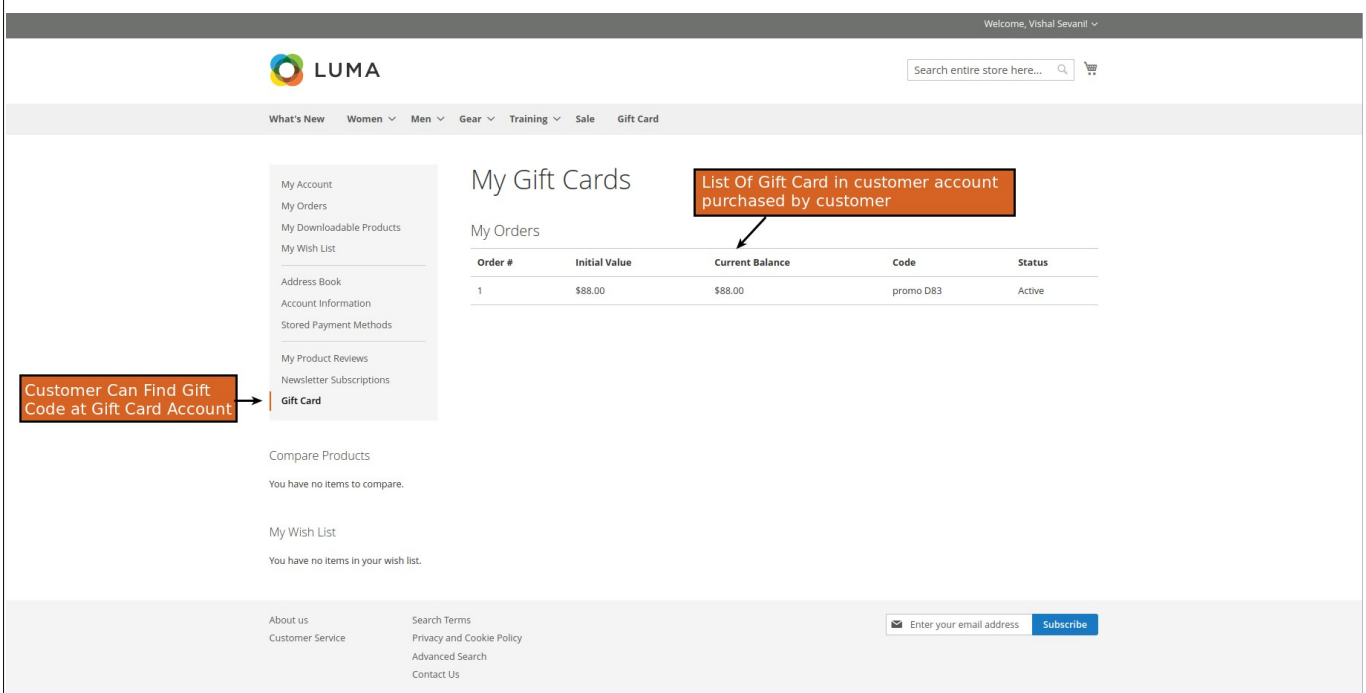 Welcome, Vishal Sevani!
LUMA
Search entire store here...
What's New Women Men Gear Training Sale Gift Card
My Account
My Orders
My Downloadable Products
My Wish List
Address Book
Account Information
Stored Payment Methods
My Product Reviews
Newsletter Subscriptions
Gift Card
Customer Can Find Gift
Code at Gift Card Account
My Gift Cards
List Of Gift Card in customer account
purchased by customer
My Orders
Order # Initial Value Current Balance Code Status
1 $88.00 $88.00 promo D83 Active
Compare Products
You have no items to compare.
My Wish List
You have no items in your wish list.
About us
Customer Service
Search Terms
Privacy and Cookie Policy
Advanced Search
Contact Us
Enter your email address
Subscribe